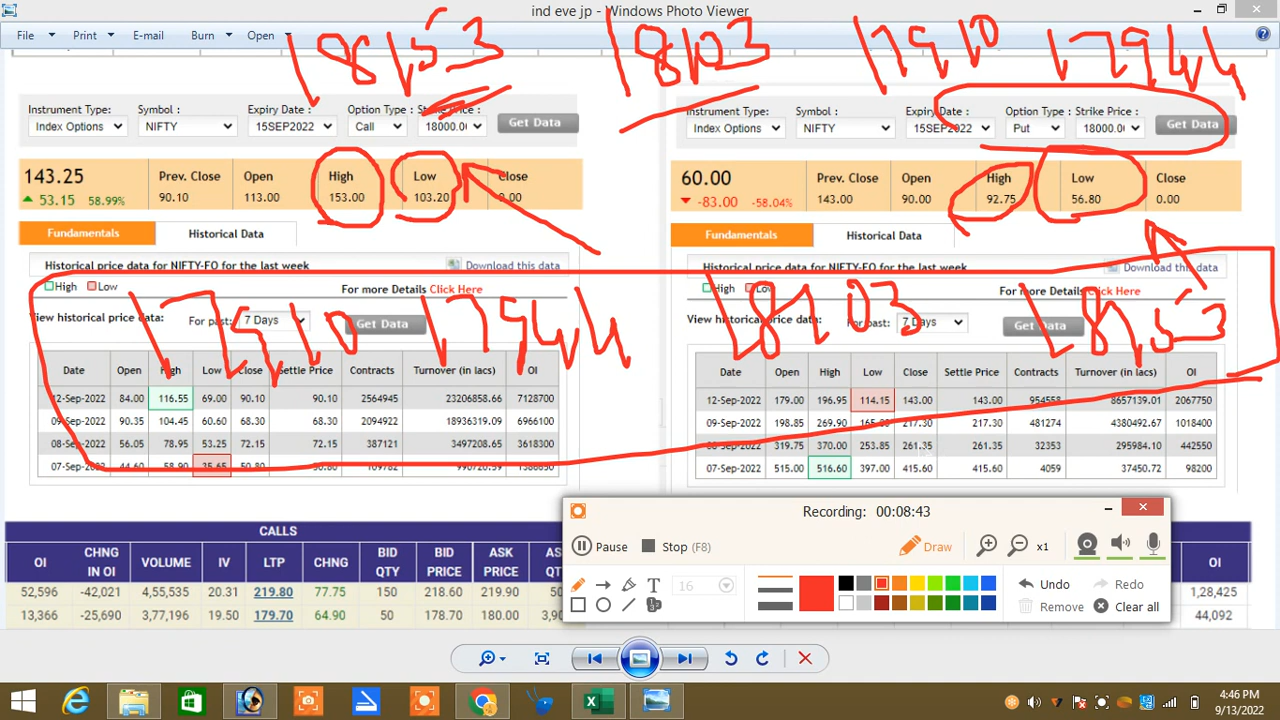 ind eve jp - Windows Photo Viewer
File Print E-mail Burn Open
18153 18103 17910 17944
Instrument Type: Symbol : Expiry Date : Option Type : Strike Price :
Index Options NIFTY 15SEP2022 Call 18000.00 Get Data
Instrument Type: Symbol : Expiry Date : Option Type : Strike Price :
Index Options NIFTY 15SEP2022 Put 18000.00 Get Data
143.25 Prev. Close Open High Low Close
53.15 58.99% 90.10 113.00 153.00 103.20 0.00
60.00 Prev. Close Open High Low Close
-83.00 -58.04% 143.00 90.00 92.75 56.80 0.00
Fundamentals Historical Data
Fundamentals Historical Data
Historical price data for NIFTY-FO for the last week Download this data
High Low For more Details Click Here
View historical price data: For past: 7 Days Get Data
17910 17944
Historical price data for NIFTY-FO for the last week Download this data
High Low For more Details Click Here
View historical price data: For past: 7 Days Get Data
18103 18153
Date Open High Low Close Settle Price Contracts Turnover (in lacs) OI
12-Sep-2022 84.00 116.55 69.00 90.10 90.10 2564945 23206858.66 7128700
09-Sep-2022 90.35 104.45 60.60 68.30 68.30 2094922 18936319.09 6966100
08-Sep-2022 56.05 78.95 53.25 72.15 72.15 387121 3497208.65 3618300
07-Sep-2022 44.60 58.90 35.65 50.80 50.80 109782 990720.59
Date Open High Low Close Settle Price Contracts Turnover (in lacs) OI
12-Sep-2022 179.00 196.95 114.15 143.00 143.00 954558 8657139.01 2067750
09-Sep-2022 198.85 269.90 217.30 217.30 481274 4380492.67 1018400
08-Sep-2022 319.75 370.00 253.85 261.35 261.35 32353 295984.10 442550
07-Sep-2022 515.00 516.60 397.00 415.60 415.60 4059 37450.72 98200
CALLS
OI CHNG IN OI VOLUME IV LTP CHNG BID QTY BID PRICE ASK PRICE OI
52,596 -42,021 4,55,535 20.31 219.80 77.75 150 218.60 219.90 1,28,425
13,366 -25,690 3,77,196 19.50 179.70 64.90 50 178.70 180.00 44,092
Recording: 00:08:43
Pause Stop (F8) Draw x1
T 16 Undo Redo
Remove Clear all
4:46 PM
9/13/2022